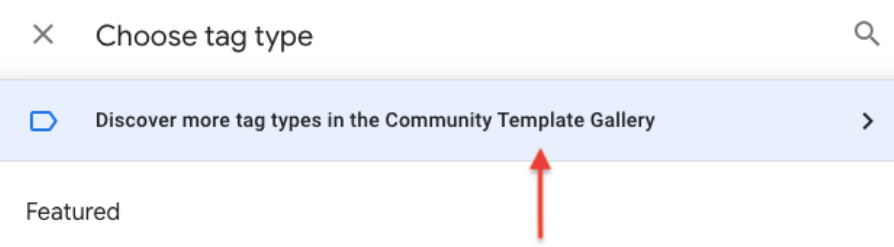 Choose tag type
Discover more tag types in the Community Template Gallery
Featured